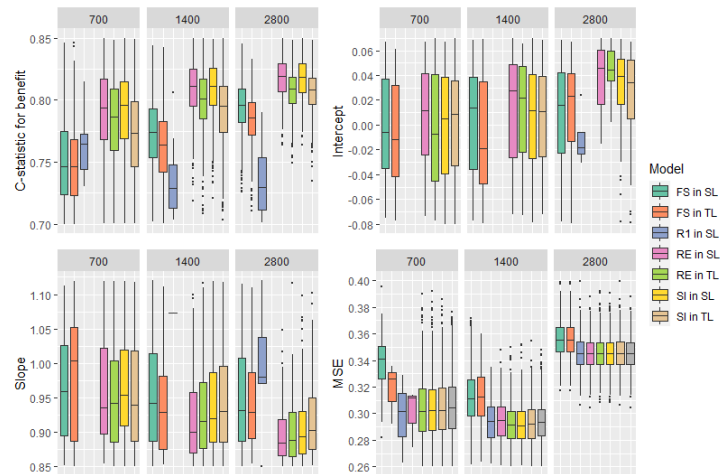 700 1400 2800
C-statistic for benefit
0.85
0.80
0.75
0.70
700 1400 2800
Intercept
0.06
0.04
0.02
0.00
-0.02
-0.04
-0.06
-0.08
700 1400 2800
Slope
1.10
1.05
1.00
0.95
0.90
0.85
700 1400 2800
MSE
0.40
0.38
0.36
0.34
0.32
0.30
0.28
0.26
Model
FS in SL
FS in TL
R1 in SL
RE in SL
RE in TL
SI in SL
SI in TL